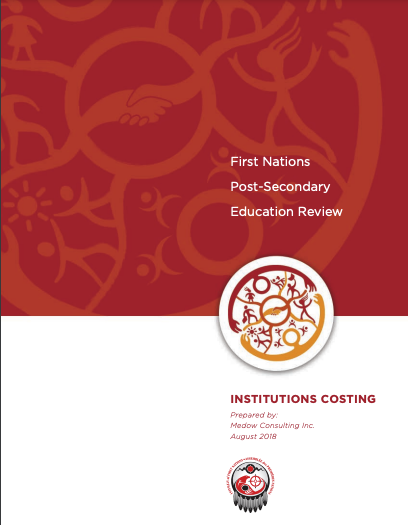 First Nations
Post-Secondary
Education Review
INSTITUTIONS COSTING
Prepared by:
Medow Consulting Inc.
August 2018